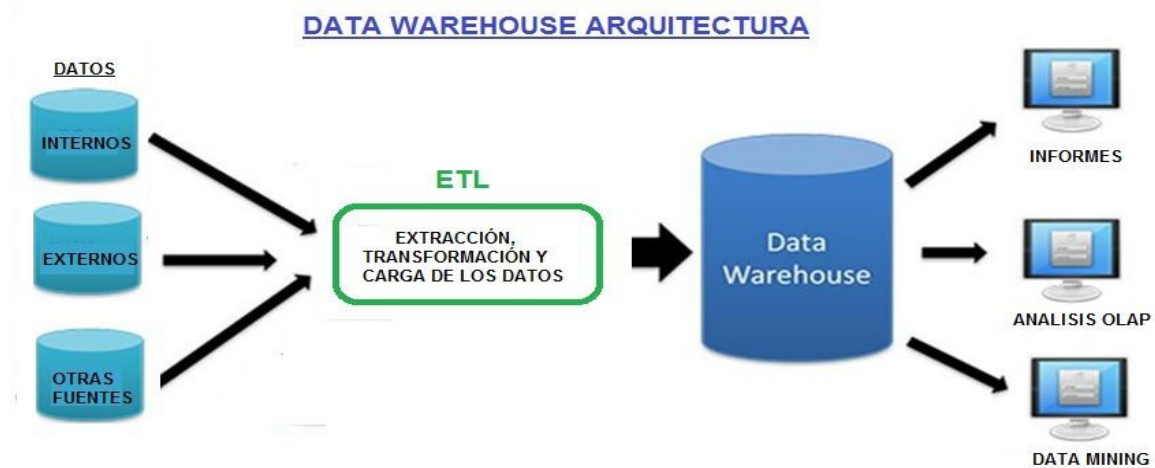 DATA WAREHOUSE ARQUITECTURA
DATOS
INTERNOS
EXTERNOS
OTRAS
FUENTES
ETL
EXTRACCIÓN,
TRANSFORMACIÓN Y
CARGA DE LOS DATOS
Data
Warehouse
INFORMES
ANALISIS OLAP
DATA MINING